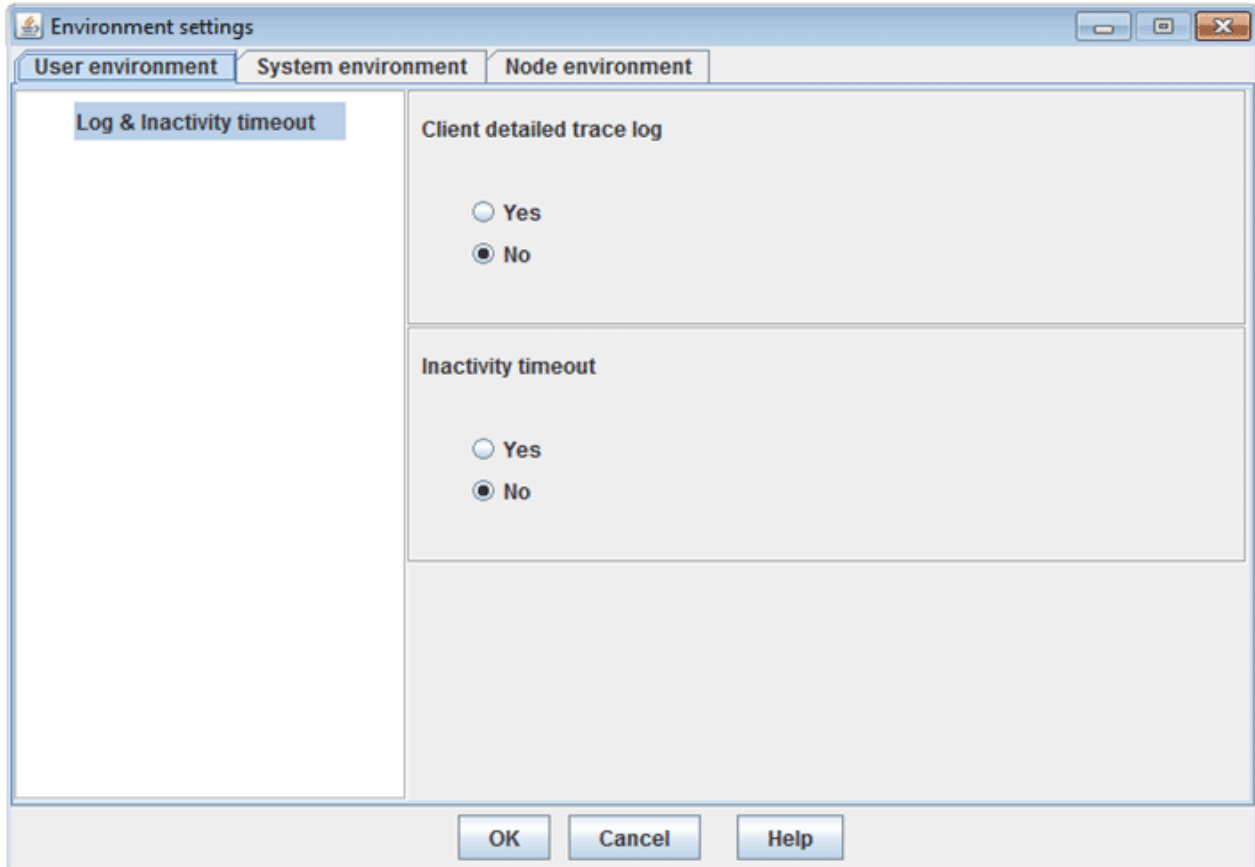 Environment settings
User environment System environment Node environment
Log & Inactivity timeout
Client detailed trace log
Yes
No
Inactivity timeout
Yes
No
OK Cancel Help